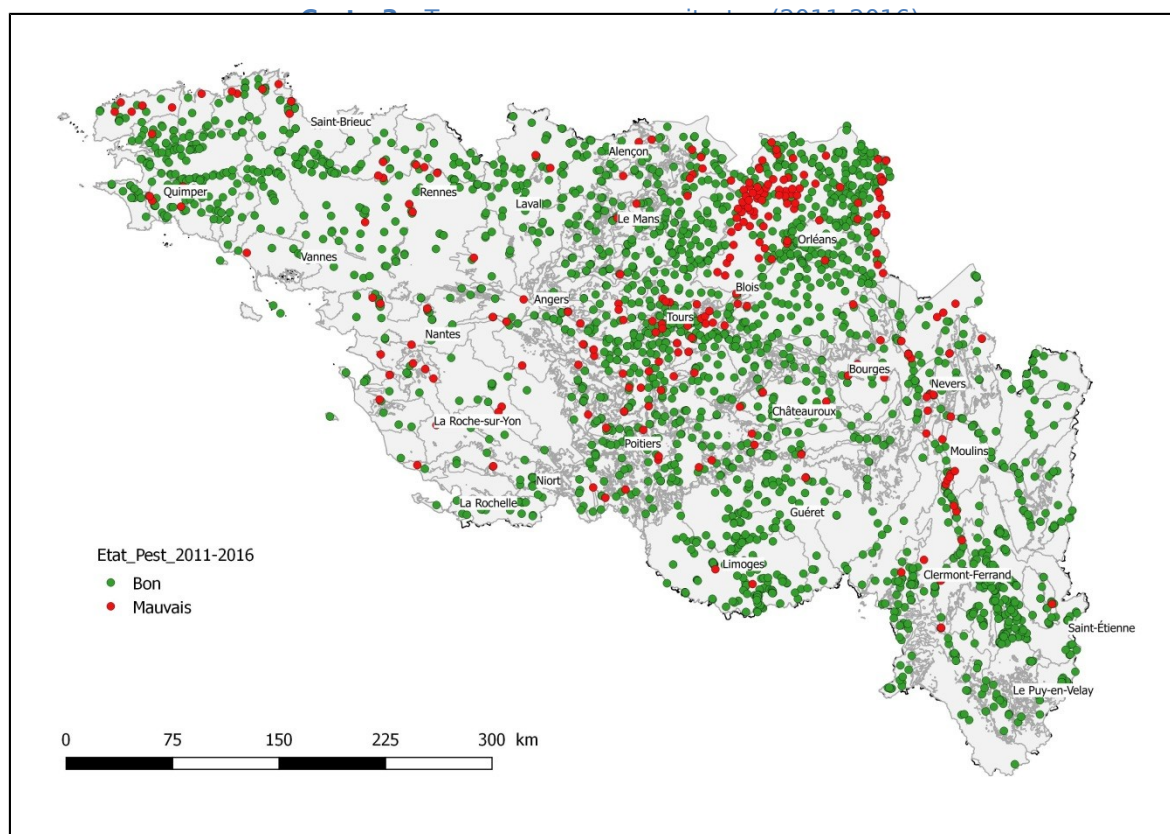 (2011-2016)
Saint-Brieuc
Alençon
Quimper
Rennes
Laval
Le Mans
Orléans
Vannes
Blois
Angers
Tours
Nantes
Bourges
Nevers
Châteauroux
La Roche-sur-Yon
Poitiers
Moulins
Niort
La Rochelle
Guéret
Etat_Pest_2011-2016
Bon
Mauvais
Limoges
Clermont-Ferrand
Saint-Étienne
Le Puy-en-Velay
0 75 150 225 300 km